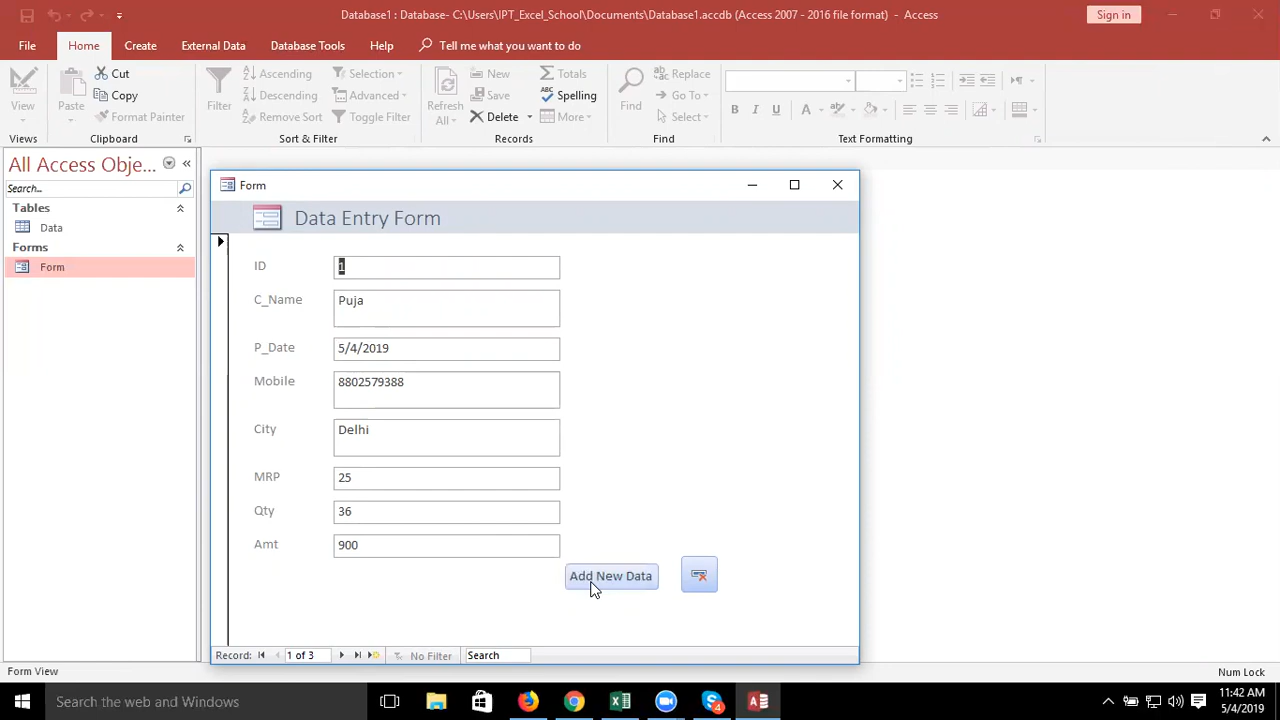 Database1 : Database- C:\Users\IPT_Excel_School\Documents\Database1.accdb (Access 2007 - 2016 file format) - Access
Sign in
File Home Create External Data Database Tools Help Tell me what you want to do
View
Views
Paste
Cut
Copy
Format Painter
Clipboard
Filter
Ascending
Descending
Remove Sort
Selection
Advanced
Toggle Filter
Sort & Filter
Refresh
All
New
Save
Delete
Totals
Spelling
More
Records
Find
Replace
Go To
Select
Find
B I U A ab
Text Formatting
All Access Obje...
Search...
Tables
Data
Forms
Form
Form
Data Entry Form
ID 1
C_Name Puja
P_Date 5/4/2019
Mobile 8802579388
City Delhi
MRP 25
Qty 36
Amt 900
Add New Data
Record: 1 of 3 No Filter Search
Form View
Num Lock
Search the web and Windows
4
11:42 AM
5/4/2019